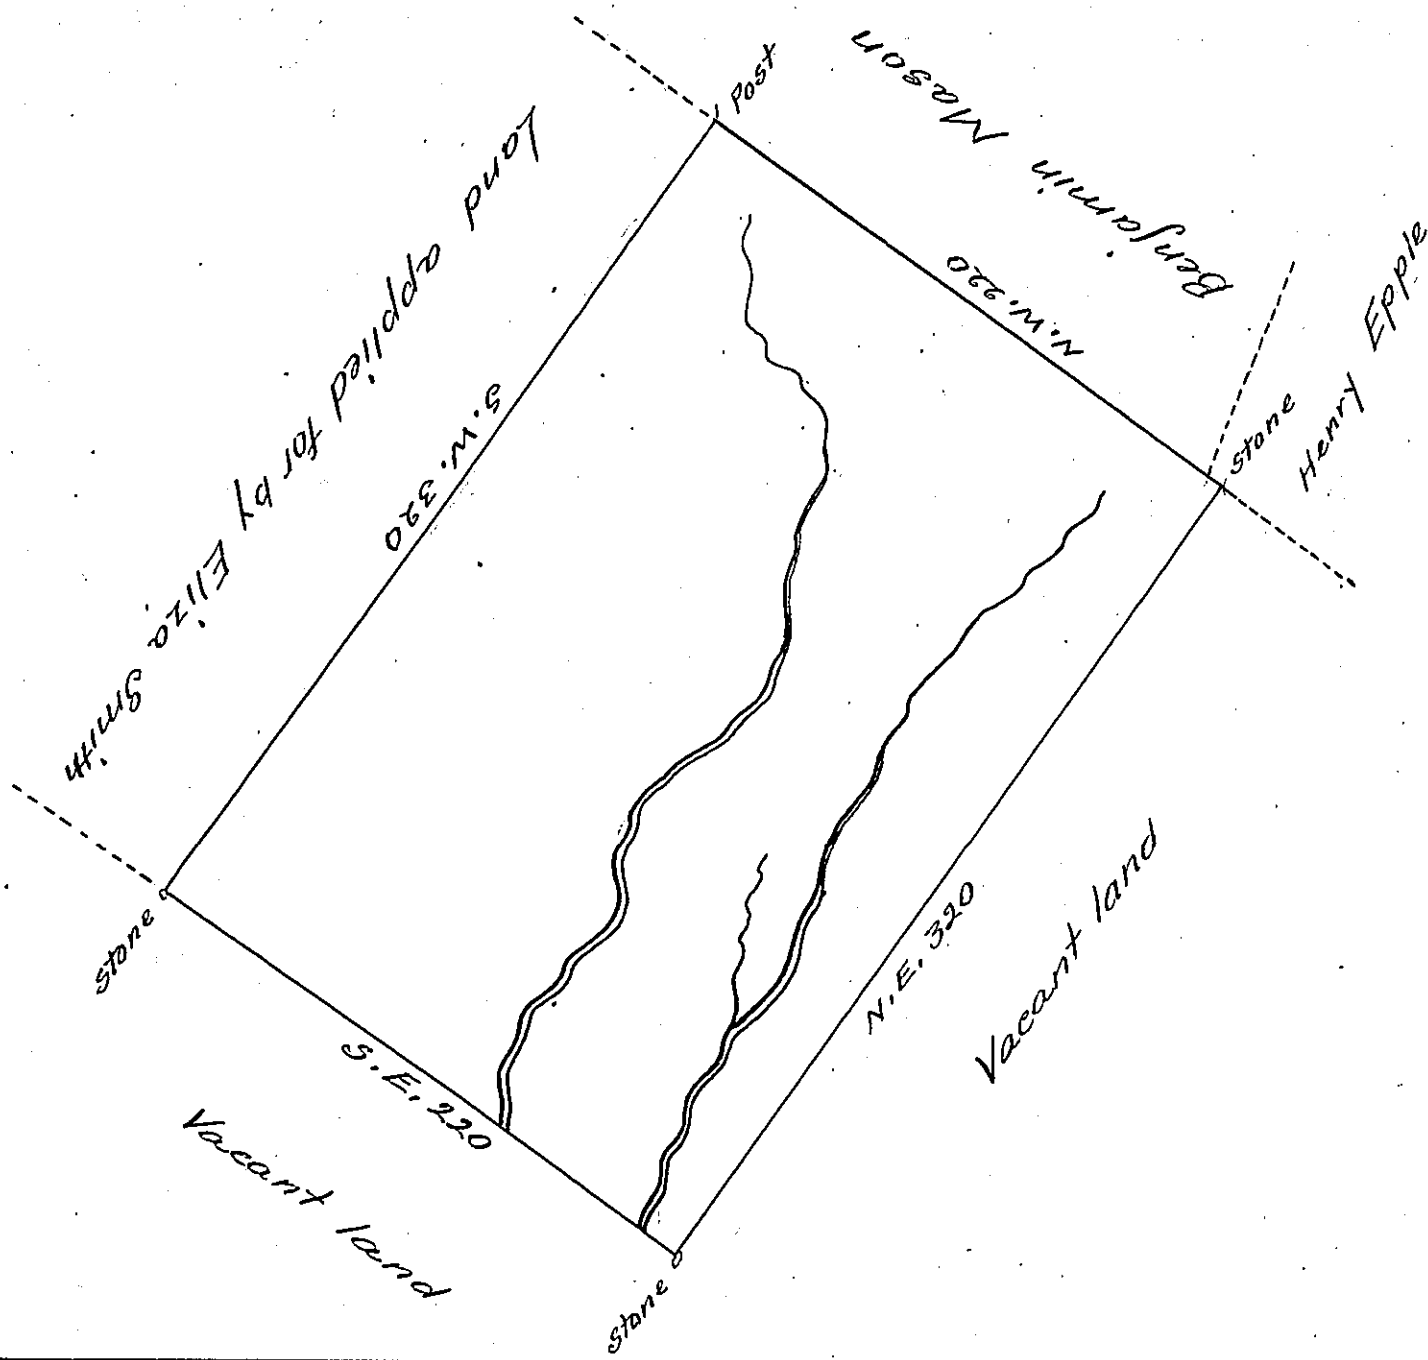 Post
Benjamin Mason
Land applied for by Eliza Smith
S.W. 320
N.W. 220
Henry Epple
stone
stone
N.E. 320
S.E. 220
Vacant land
Vacant land
stone